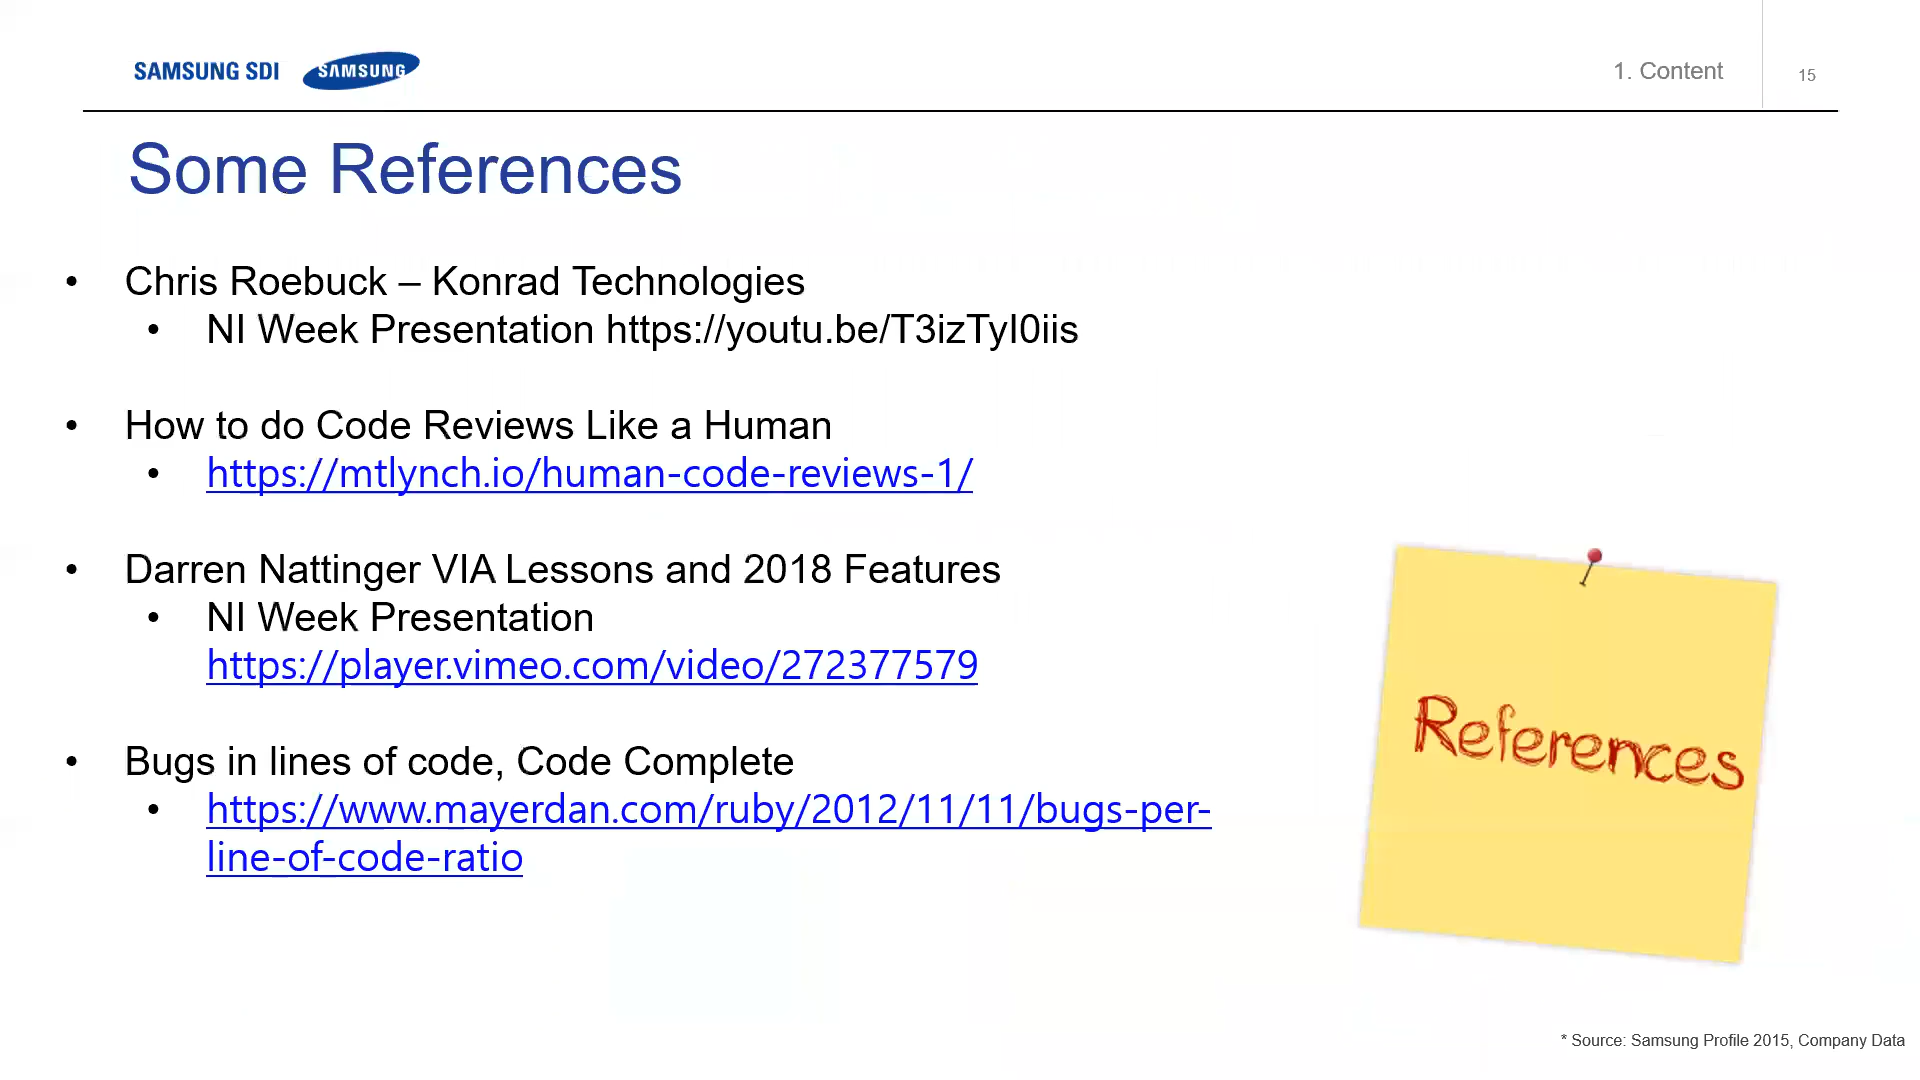 SAMSUNG SDI SAMSUNG
1. Content
15
Some References
• Chris Roebuck – Konrad Technologies
• NI Week Presentation https://youtu.be/T3izTyI0iis
• How to do Code Reviews Like a Human
• https://mtlynch.io/human-code-reviews-1/
• Darren Nattinger VIA Lessons and 2018 Features
• NI Week Presentation
https://player.vimeo.com/video/272377579
• Bugs in lines of code, Code Complete
• https://www.mayerdan.com/ruby/2012/11/11/bugs-per-
line-of-code-ratio
References
* Source: Samsung Profile 2015, Company Data